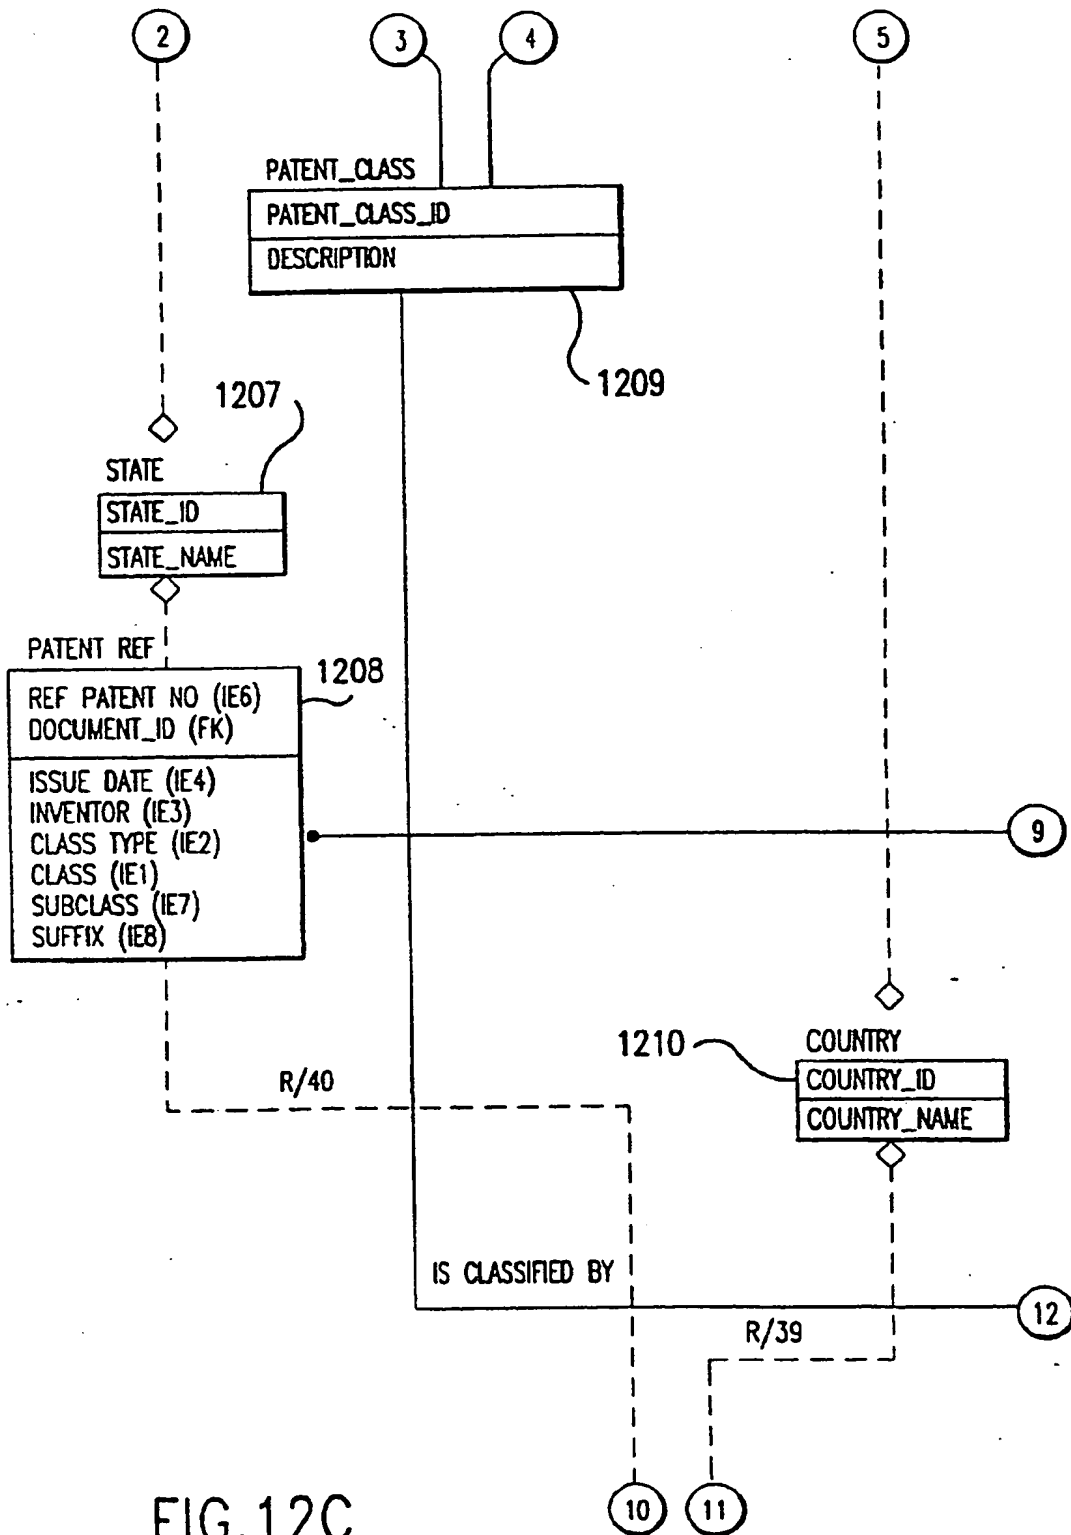 2
3
4
5
PATENT_CLASS
PATENT_CLASS_ID
DESCRIPTION
1209
1207
STATE
STATE_ID
STATE_NAME
PATENT REF
1208
REF PATENT NO (IE6)
DOCUMENT_ID (FK)
ISSUE DATE (IE4)
INVENTOR (IE3)
CLASS TYPE (IE2)
CLASS (IE1)
SUBCLASS (IE7)
SUFFIX (IE8)
9
1210
COUNTRY
COUNTRY_ID
COUNTRY_NAME
R/40
IS CLASSIFIED BY
12
R/39
10
11
FIG.12C